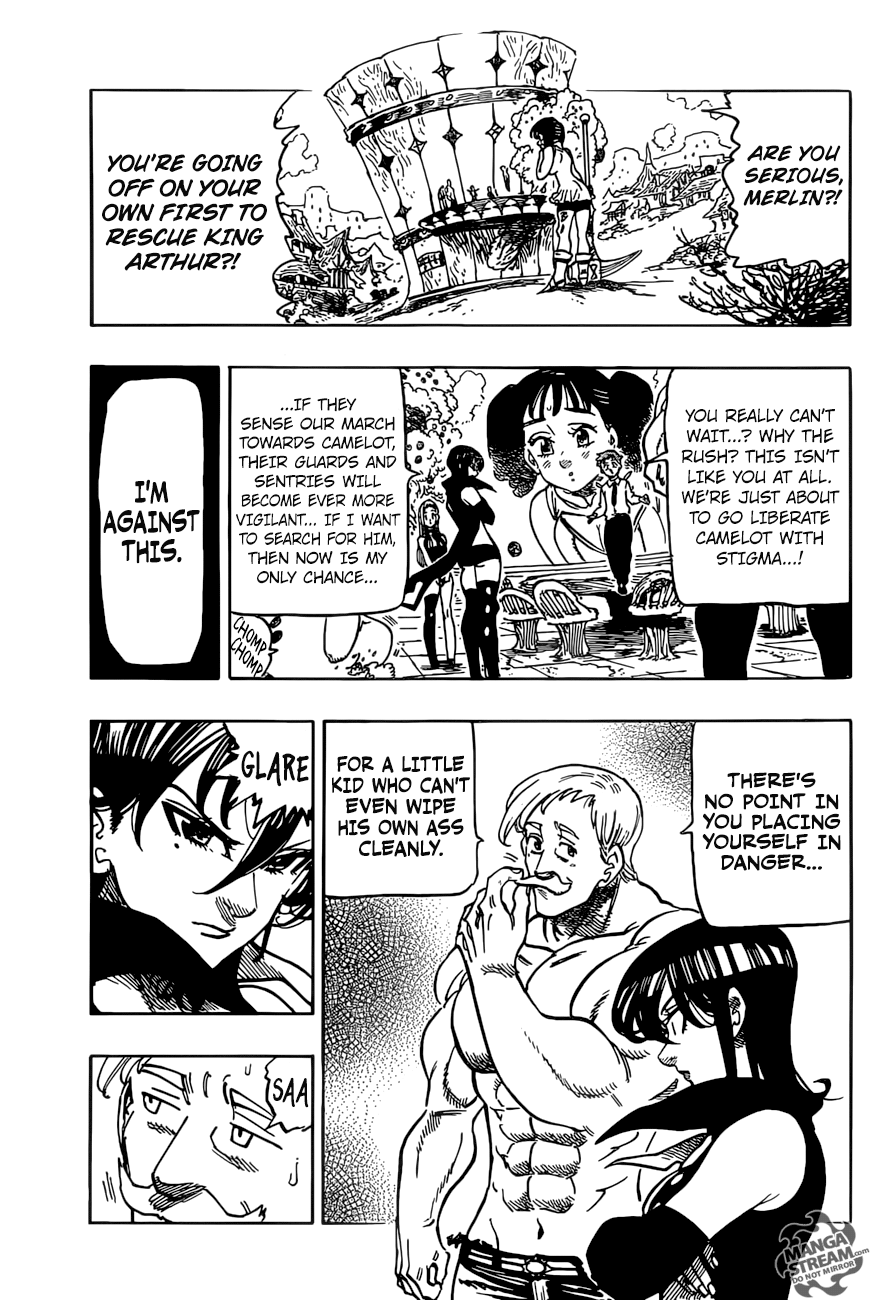 ARE YOU
SERIOUS,
MERLIN?!
YOU'RE GOING
OFF ON YOUR
OWN FIRST TO
RESCUE KING
ARTHUR?!
YOU REALLY CAN'T
WAIT...? WHY THE
RUSH? THIS ISN'T
LIKE YOU AT ALL.
WE'RE JUST ABOUT
TO GO LIBERATE
CAMELOT WITH
STIGMA...!
...IF THEY
SENSE OUR MARCH
TOWARDS CAMELOT,
THEIR GUARDS AND
SENTRIES WILL
BECOME EVER MORE
VIGILANT... IF I WANT
TO SEARCH FOR HIM,
THEN NOW IS MY
ONLY CHANCE...
CHOMP
CHOMP
I'M
AGAINST
THIS.
THERE'S
NO POINT IN
YOU PLACING
YOURSELF IN
DANGER...
FOR A LITTLE
KID WHO CAN'T
EVEN WIPE
HIS OWN ASS
CLEANLY.
GLARE
SAA
MANGA
STREAM.com
DO NOT MIRROR